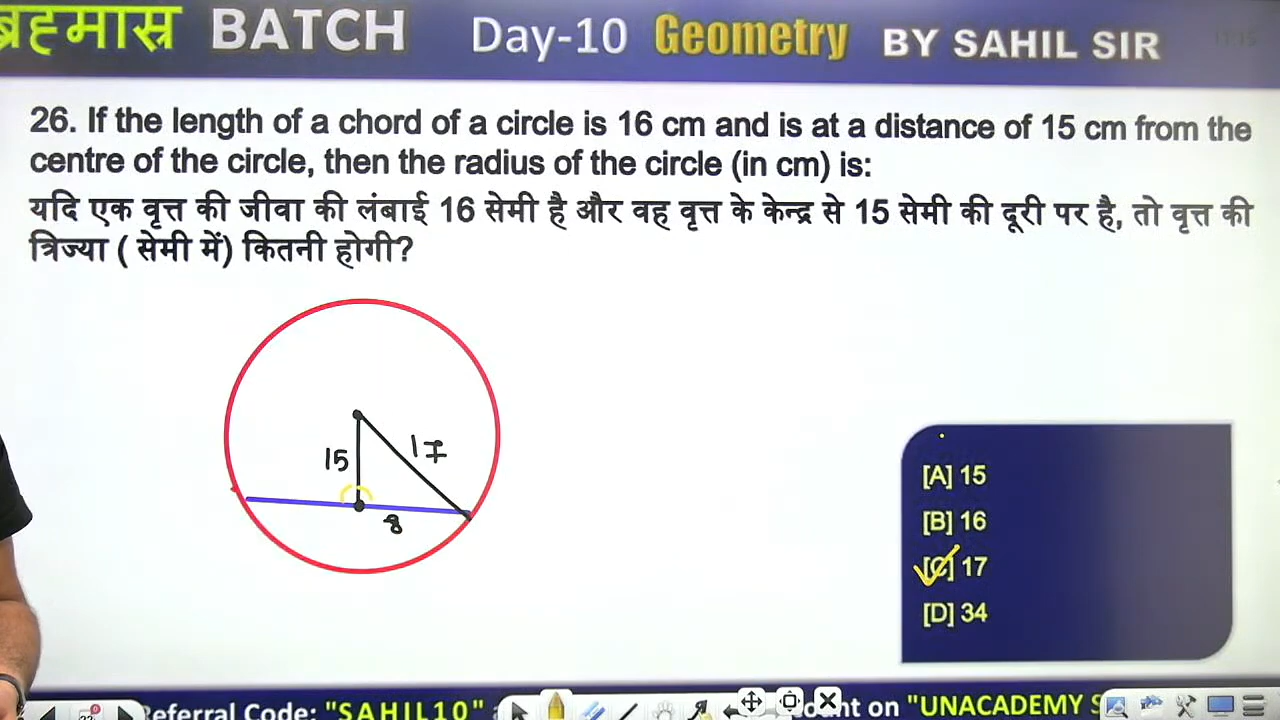 ब्रह्मास्र BATCH Day-10 Geometry BY SAHIL SIR
26. If the length of a chord of a circle is 16 cm and is at a distance of 15 cm from the
centre of the circle, then the radius of the circle (in cm) is:
यदि एक वृत्त की जीवा की लंबाई 16 सेमी है और वह वृत्त के केन्द्र से 15 सेमी की दूरी पर है, तो वृत्त की
त्रिज्या ( सेमी में) कितनी होगी?
15
17
8
[A] 15
[B] 16
[C] 17
[D] 34
Referral Code: "SAHIL10"
on "UNACADEMY S